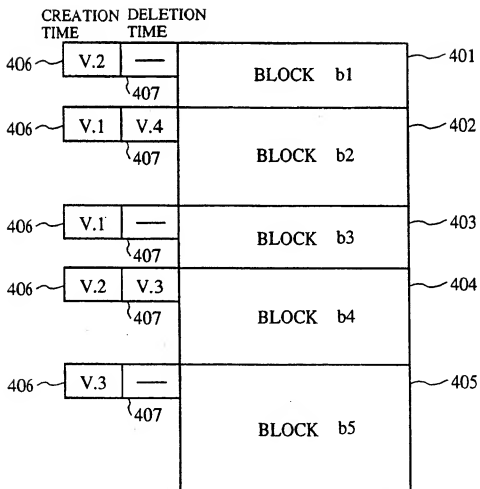 CREATION TIME
DELETION TIME
406 V.2 — BLOCK b1 401
407
406 V.1 V.4 BLOCK b2 402
407
406 V.1 — BLOCK b3 403
407
406 V.2 V.3 BLOCK b4 404
407
406 V.3 — BLOCK b5 405
407